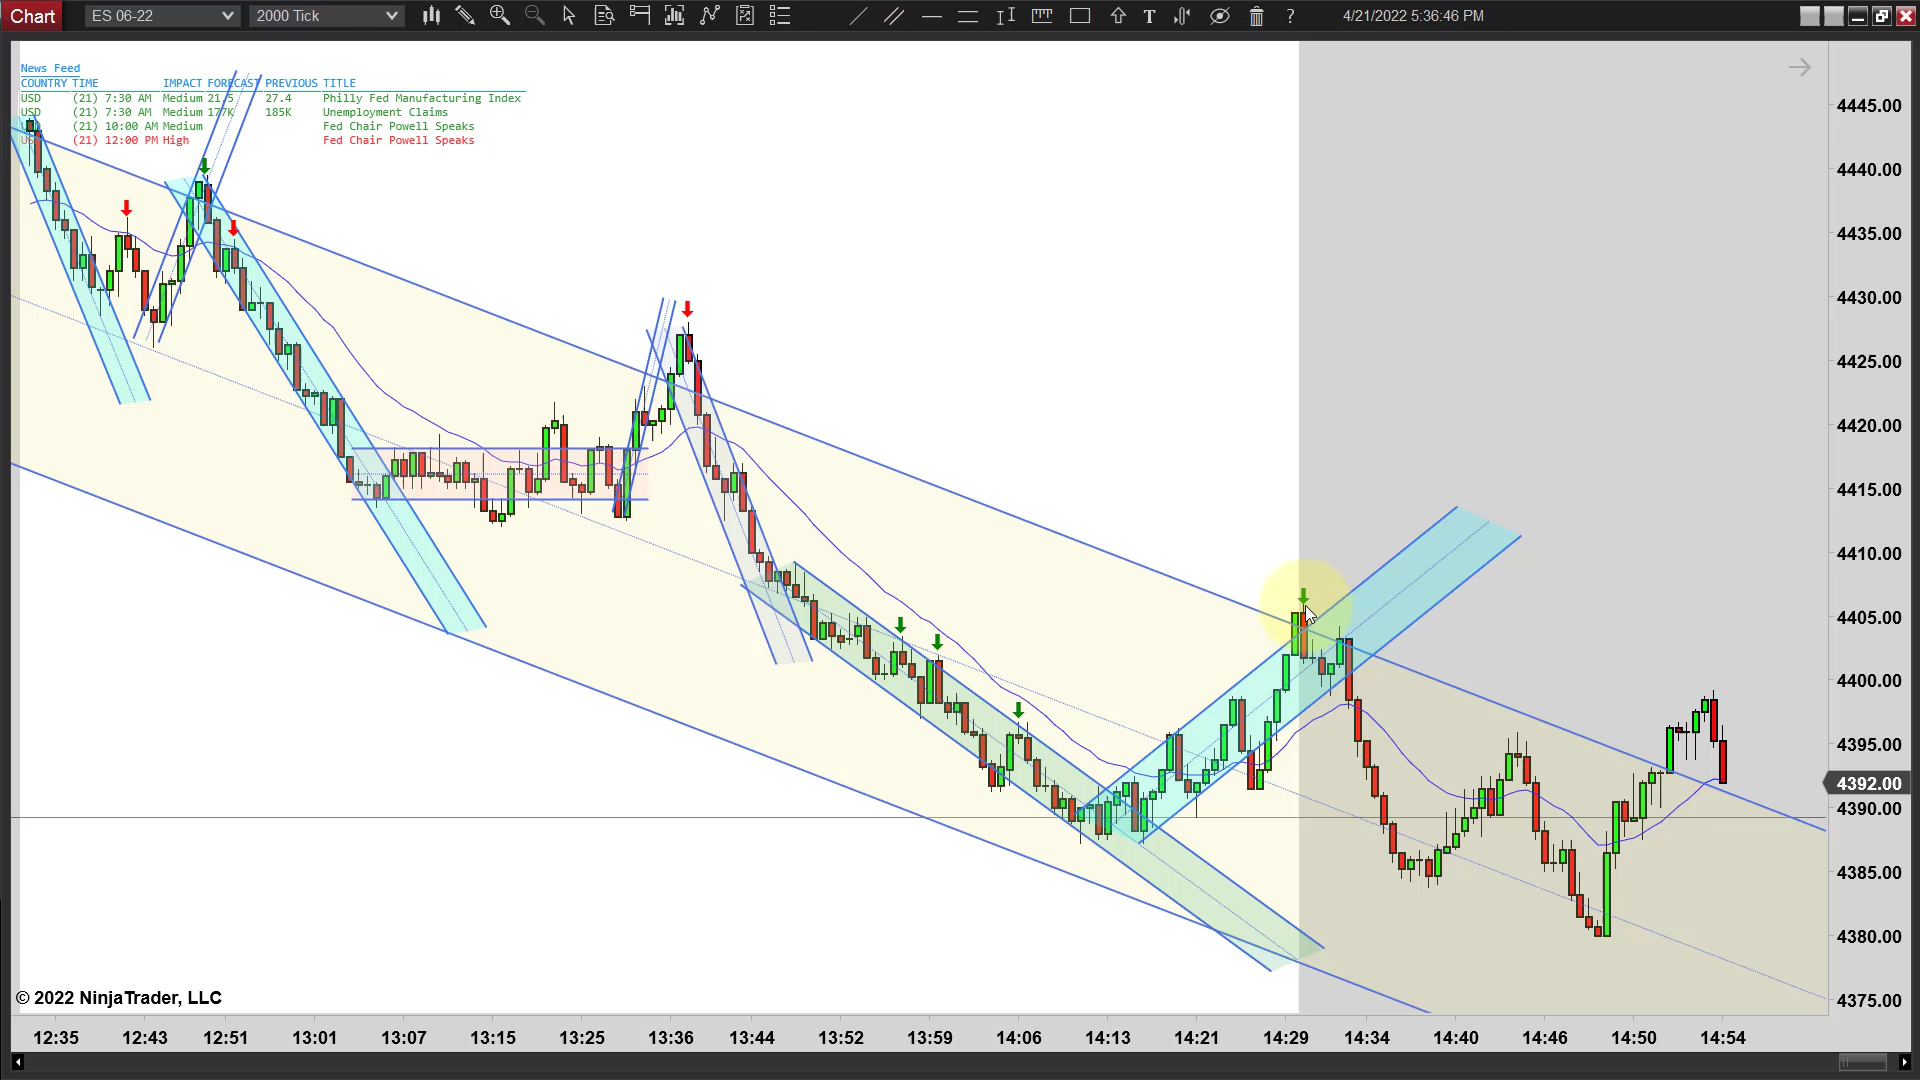 Chart ES 06-22 2000 Tick T ? 4/21/2022 5:36:46 PM
News Feed
COUNTRY TIME IMPACT FORECAST PREVIOUS TITLE
USD (21) 7:30 AM Medium 21.5 27.4 Philly Fed Manufacturing Index
USD (21) 7:30 AM Medium 177K 185K Unemployment Claims
(21) 10:00 AM Medium Fed Chair Powell Speaks
USD (21) 12:00 PM High Fed Chair Powell Speaks
4445.00
4440.00
4435.00
4430.00
4425.00
4420.00
4415.00
4410.00
4405.00
4400.00
4395.00
4392.00
4390.00
4385.00
4380.00
4375.00
© 2022 NinjaTrader, LLC
12:35 12:43 12:51 13:01 13:07 13:15 13:25 13:36 13:44 13:52 13:59 14:06 14:13 14:21 14:29 14:34 14:40 14:46 14:50 14:54